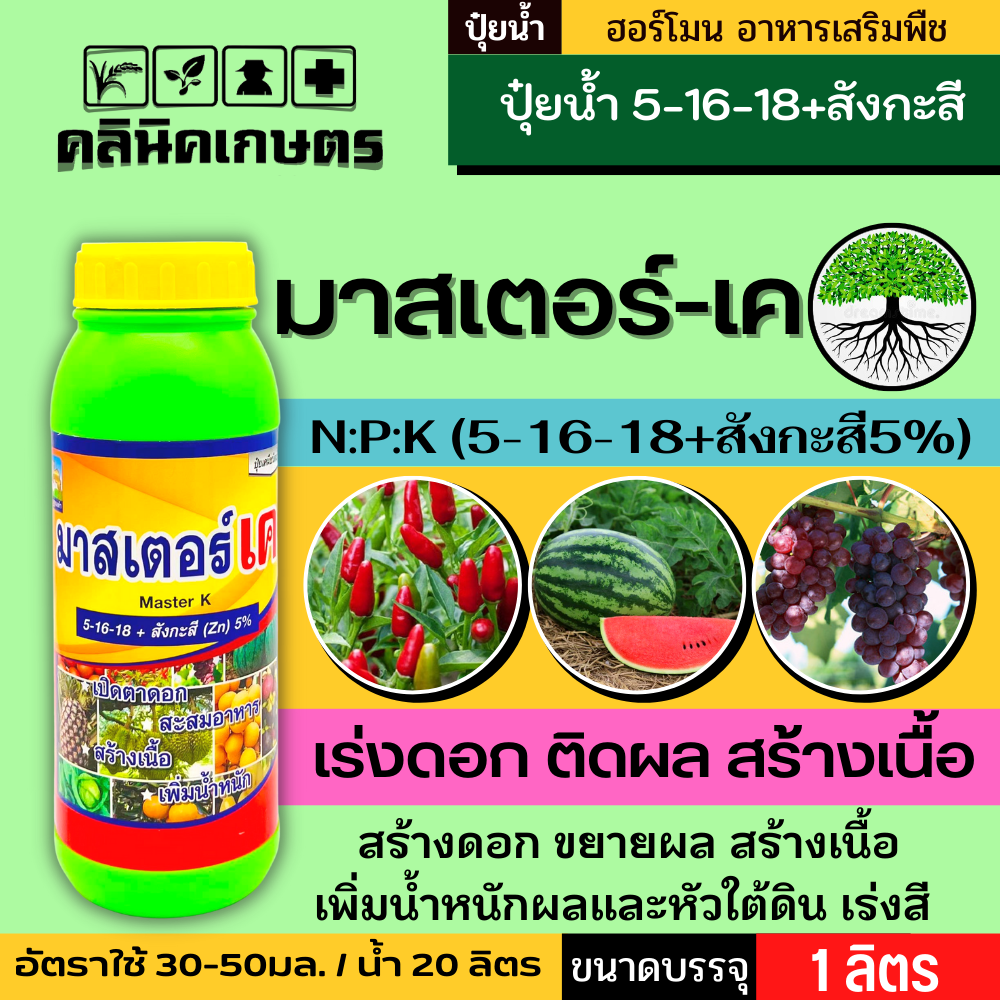 คลินิคเกษตร
ปุ๋ยน้ำ
ฮอร์โมน อาหารเสริมพืช
ปุ๋ยน้ำ 5-16-18+สังกะสี
มาสเตอร์-เค
N:P:K (5-16-18+สังกะสี5%)
มาสเตอร์เค
Master K
5-16-18 + สังกะสี (Zn) 5%
เปิดตาดอก
สะสมอาหาร
สร้างเนื้อ
เพิ่มน้ำหนัก
เร่งดอก ติดผล สร้างเนื้อ
สร้างดอก ขยายผล สร้างเนื้อ
เพิ่มน้ำหนักผลและหัวใต้ดิน เร่งสี
อัตราใช้ 30-50มล. / น้ำ 20 ลิตร
ขนาดบรรจุ
1 ลิตร